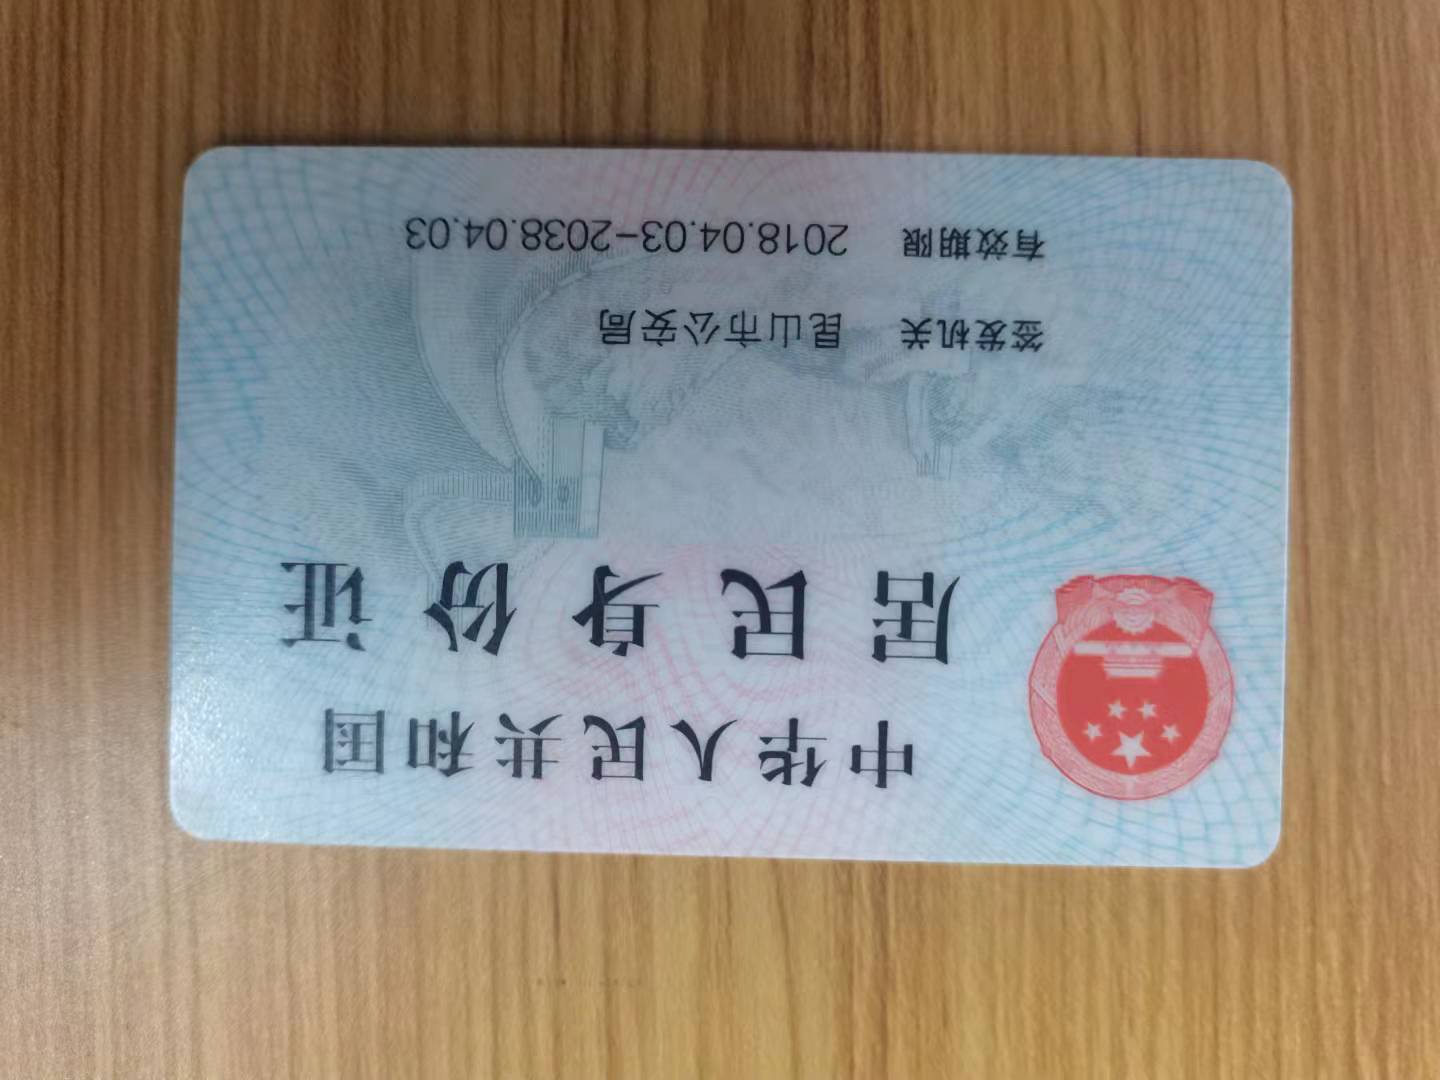 中华人民共和国
居民身份证
签发机关 昆山市公安局
有效期限 2018.04.03-2038.04.03